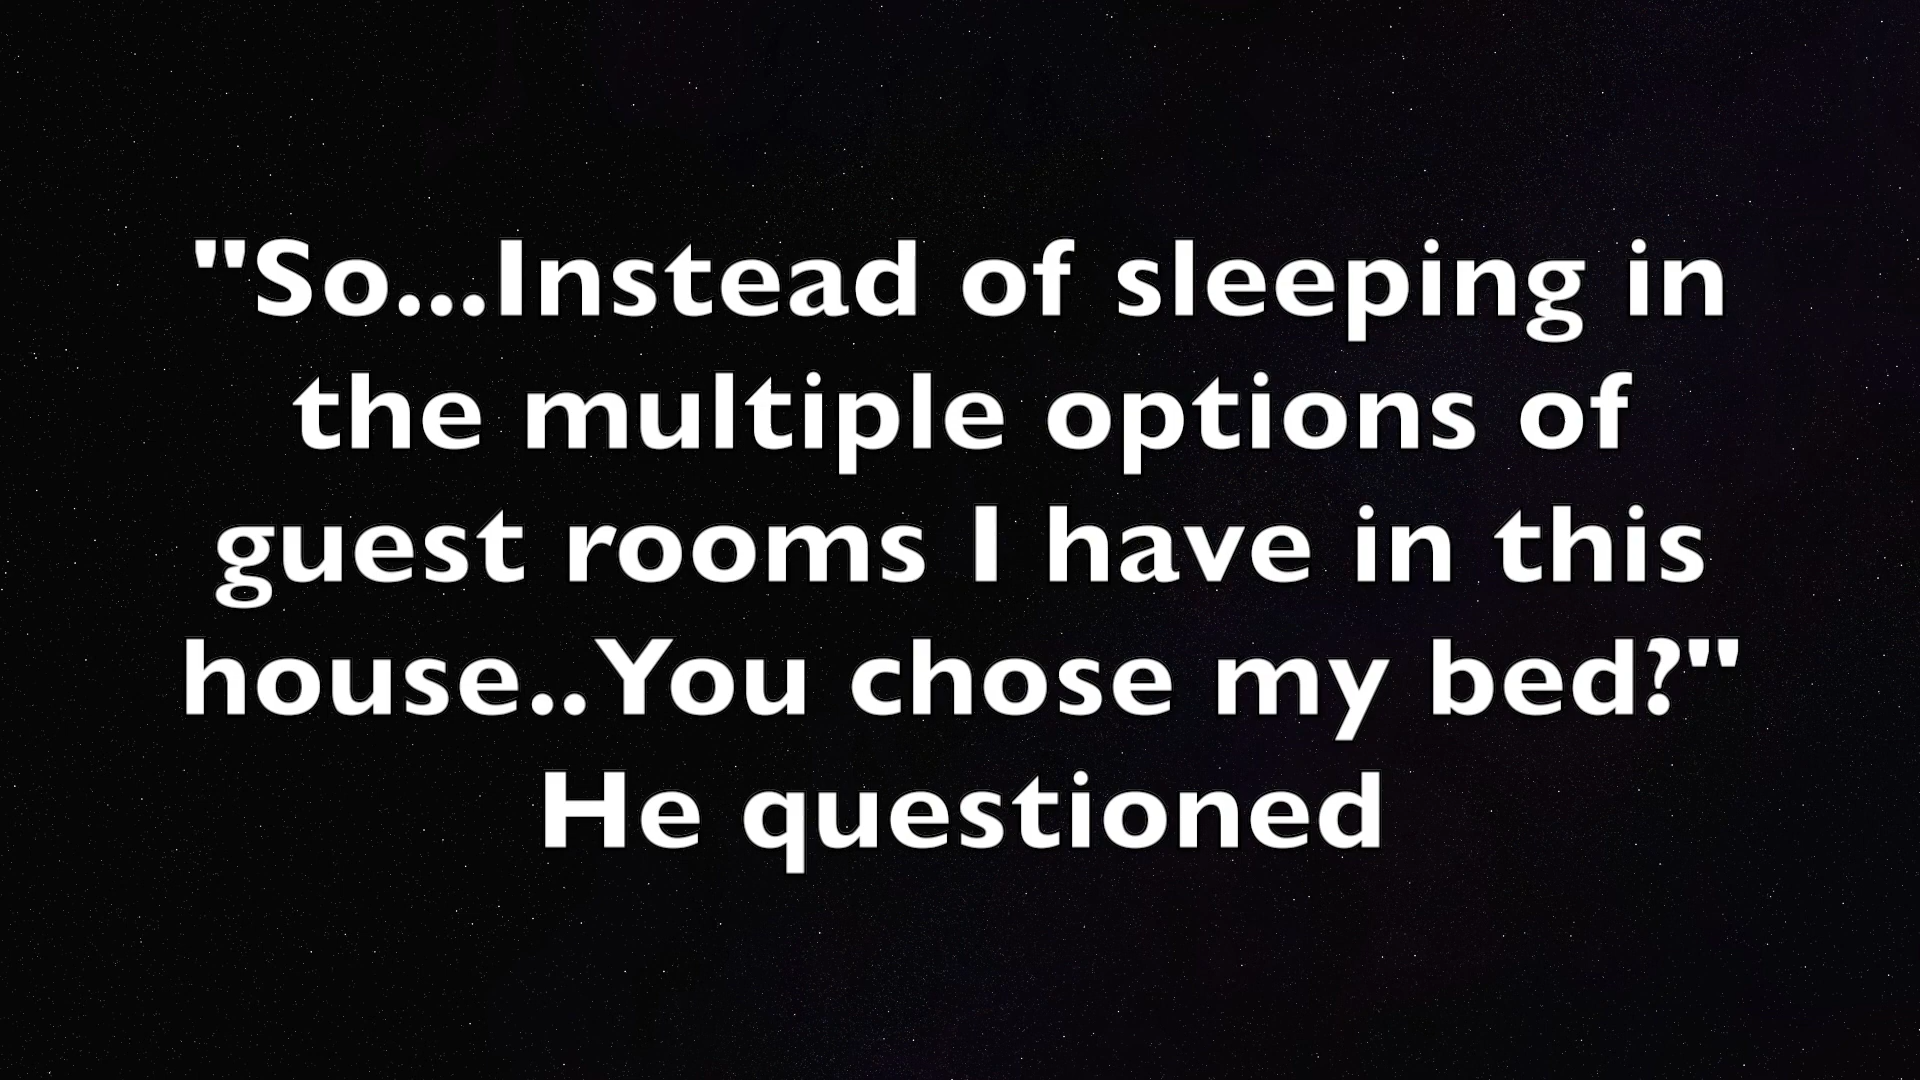 "So...Instead of sleeping in
the multiple options of
guest rooms I have in this
house..You chose my bed?"
He questioned